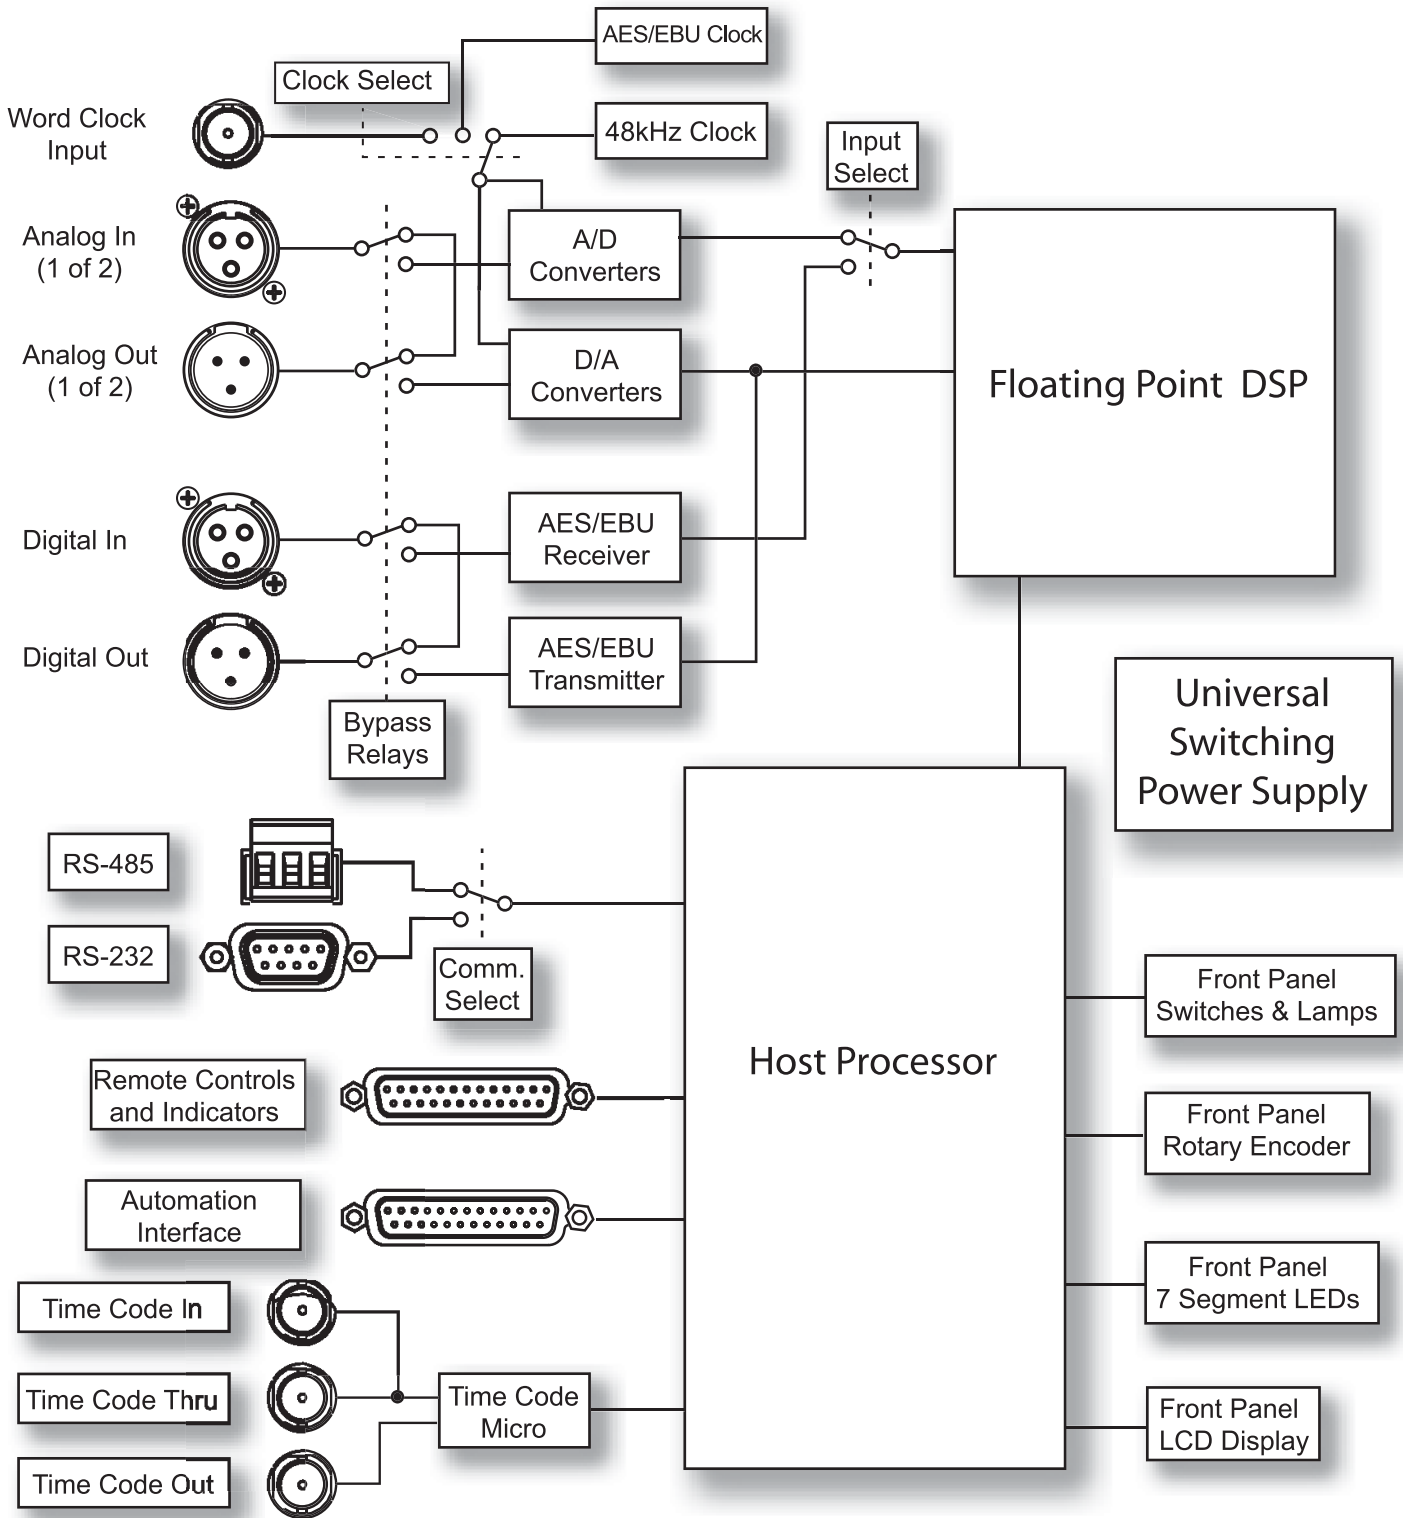 AES/EBU Clock
Clock Select
Word Clock
Input
48kHz Clock
Input
Select
Analog In
(1 of 2)
A/D
Converters
Analog Out
(1 of 2)
D/A
Converters
Floating Point DSP
Digital In
AES/EBU
Receiver
Digital Out
AES/EBU
Transmitter
Bypass
Relays
Universal
Switching
Power Supply
RS-485
RS-232
Comm.
Select
Host Processor
Front Panel
Switches & Lamps
Remote Controls
and Indicators
Front Panel
Rotary Encoder
Automation
Interface
Front Panel
7 Segment LEDs
Time Code In
Time Code Thru
Time Code
Micro
Front Panel
LCD Display
Time Code Out